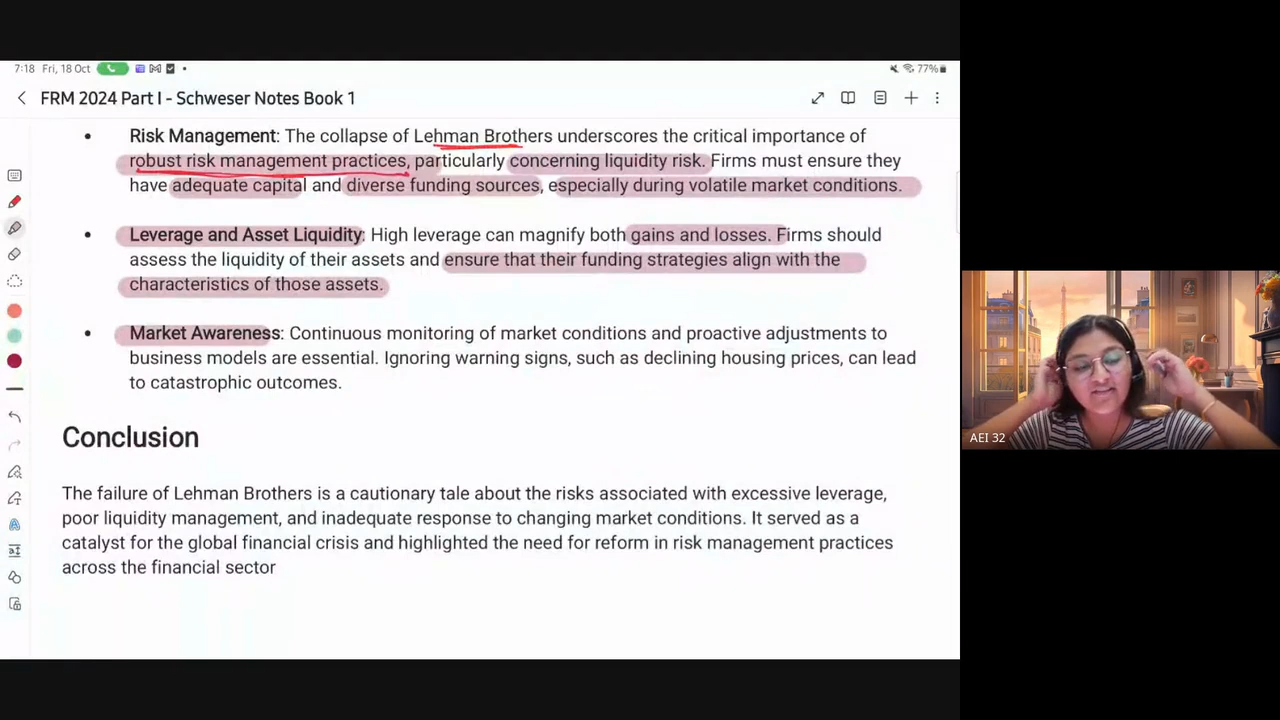 7:18 Fri, 18 Oct
77%
FRM 2024 Part I - Schweser Notes Book 1
• Risk Management: The collapse of Lehman Brothers underscores the critical importance of
robust risk management practices, particularly concerning liquidity risk. Firms must ensure they
have adequate capital and diverse funding sources, especially during volatile market conditions.
• Leverage and Asset Liquidity: High leverage can magnify both gains and losses. Firms should
assess the liquidity of their assets and ensure that their funding strategies align with the
characteristics of those assets.
• Market Awareness: Continuous monitoring of market conditions and proactive adjustments to
business models are essential. Ignoring warning signs, such as declining housing prices, can lead
to catastrophic outcomes.
Conclusion
The failure of Lehman Brothers is a cautionary tale about the risks associated with excessive leverage,
poor liquidity management, and inadequate response to changing market conditions. It served as a
catalyst for the global financial crisis and highlighted the need for reform in risk management practices
across the financial sector
AEI 32